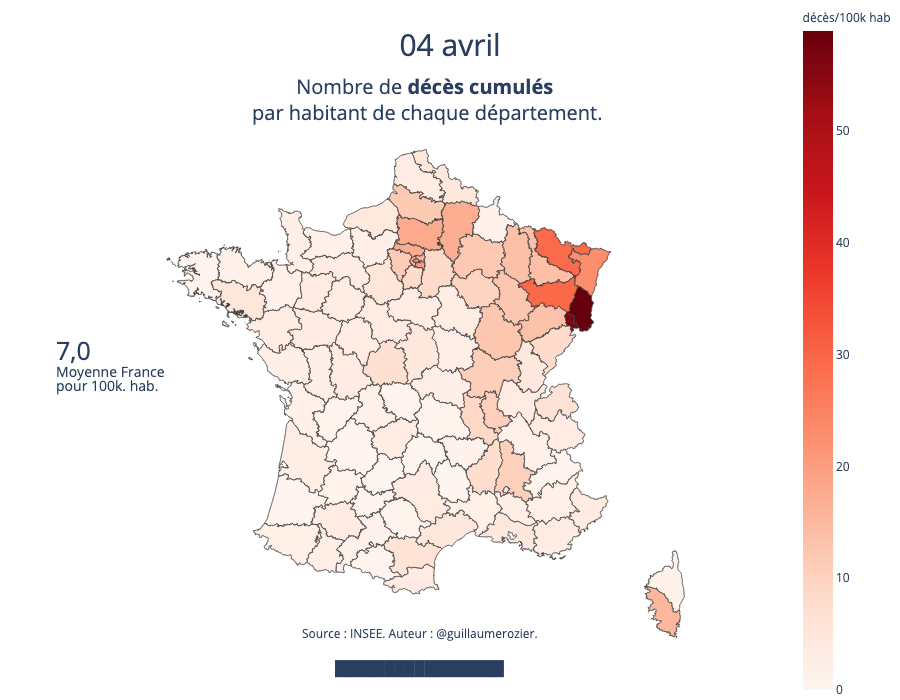 décès/100k hab
04 avril
Nombre de décès cumulés
par habitant de chaque département.
50
40
30
20
10
0
7,0
Moyenne France
pour 100k. hab.
Source : INSEE. Auteur : @guillaumerozier.